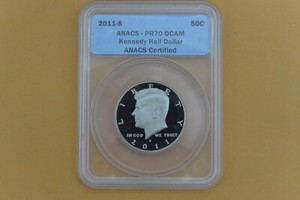 2011-S 50C
ANACS - PR70 DCAM
Kennedy Half Dollar
ANACS Certified
LIBERTY
IN GOD WE TRUST
S
2011